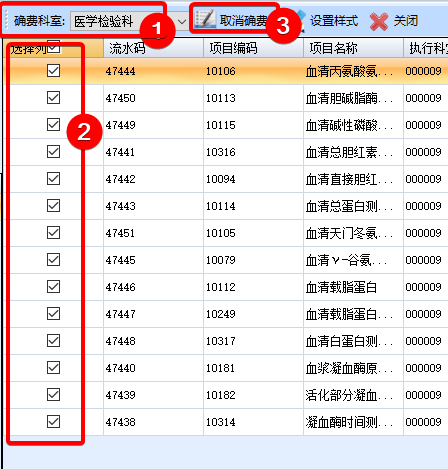 确费科室: 医学检验科 取消确费 设置样式 关闭
选择列 流水码 项目编码 项目名称 执行科
47444 10106 血清丙氨酸氨... 000009
47450 10113 血清胆碱脂酶... 000009
47449 10115 血清碱性磷酸... 000009
47441 10316 血清总胆红素... 000009
47442 10094 血清直接胆红... 000009
47443 10114 血清总蛋白测... 000009
47451 10105 血清天门冬氨... 000009
47445 10079 血清γ-谷氨... 000009
47446 10112 血清载脂蛋白 000009
47447 10249 血清载脂蛋白 000009
47448 10317 血清白蛋白测... 000009
47440 10181 血浆凝血酶原... 000009
47439 10182 活化部分凝血... 000009
47438 10314 凝血酶时间测... 000009
1
2
3